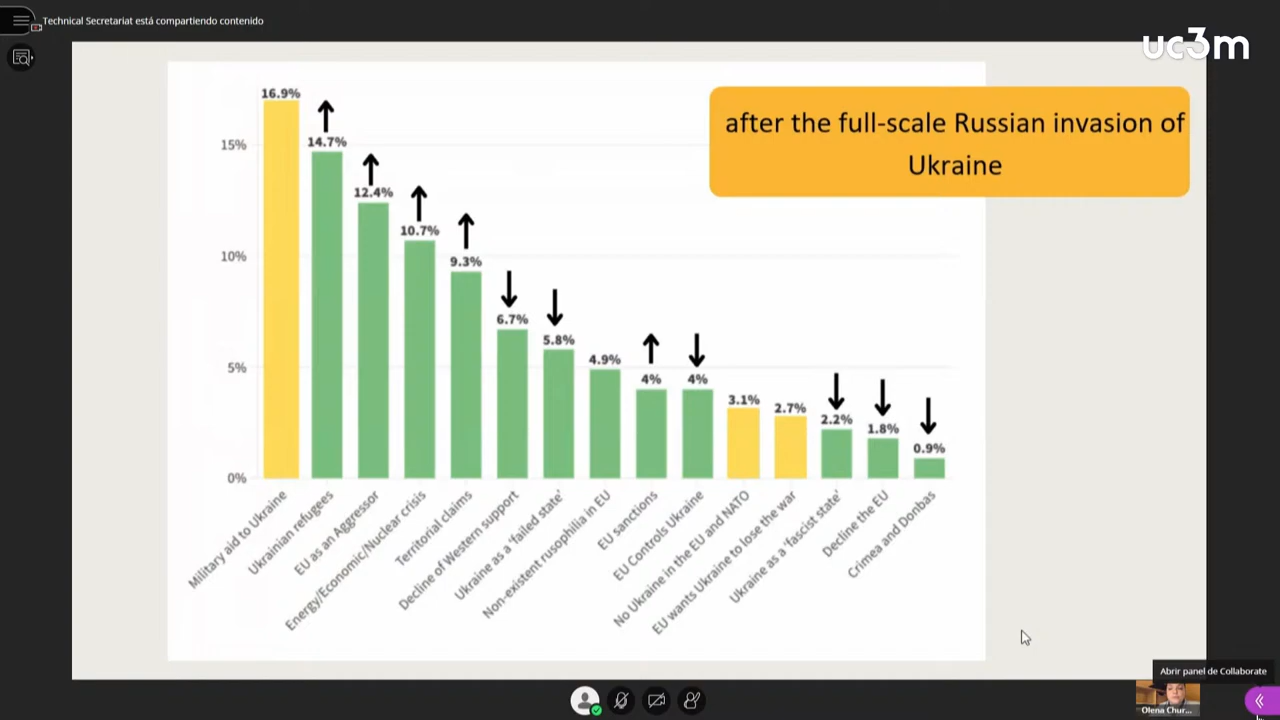 Technical Secretariat está compartiendo contenido
uc3m
after the full-scale Russian invasion of
Ukraine
16.9%
14.7%
12.4%
10.7%
9.3%
6.7%
5.8%
4.9%
4%
4%
3.1%
2.7%
2.2%
1.8%
0.9%
15%
10%
5%
0%
Military aid to Ukraine
Ukrainian refugees
EU as an Aggressor
Energy/Economic/Nuclear crisis
Territorial claims
Decline of Western support
Ukraine as a 'failed state'
Non-existent rusophilia in EU
EU sanctions
EU Controls Ukraine
No Ukraine in the EU and NATO
EU wants Ukraine to lose the war
Ukraine as a 'fascist state'
Decline the EU
Crimea and Donbas
Abrir panel de Collaborate
Olena Chur...